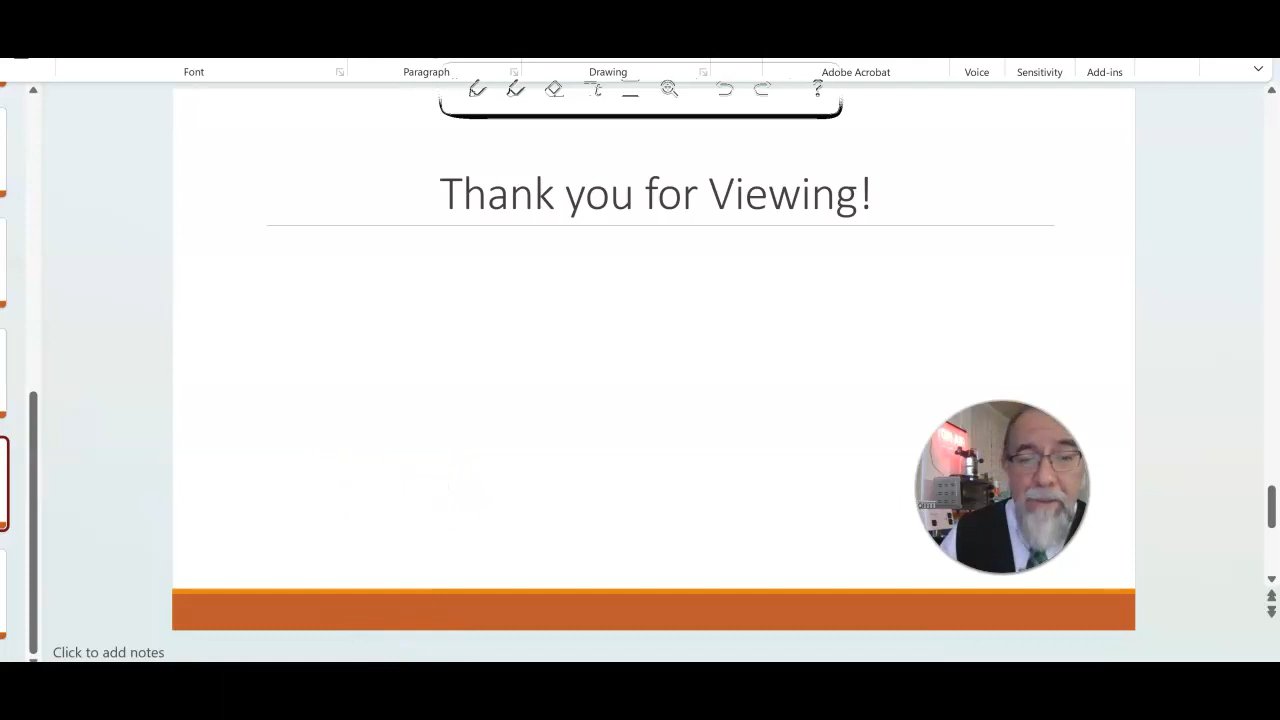 Font Paragraph Drawing Adobe Acrobat Voice Sensitivity Add-ins
?
Thank you for Viewing!
Click to add notes